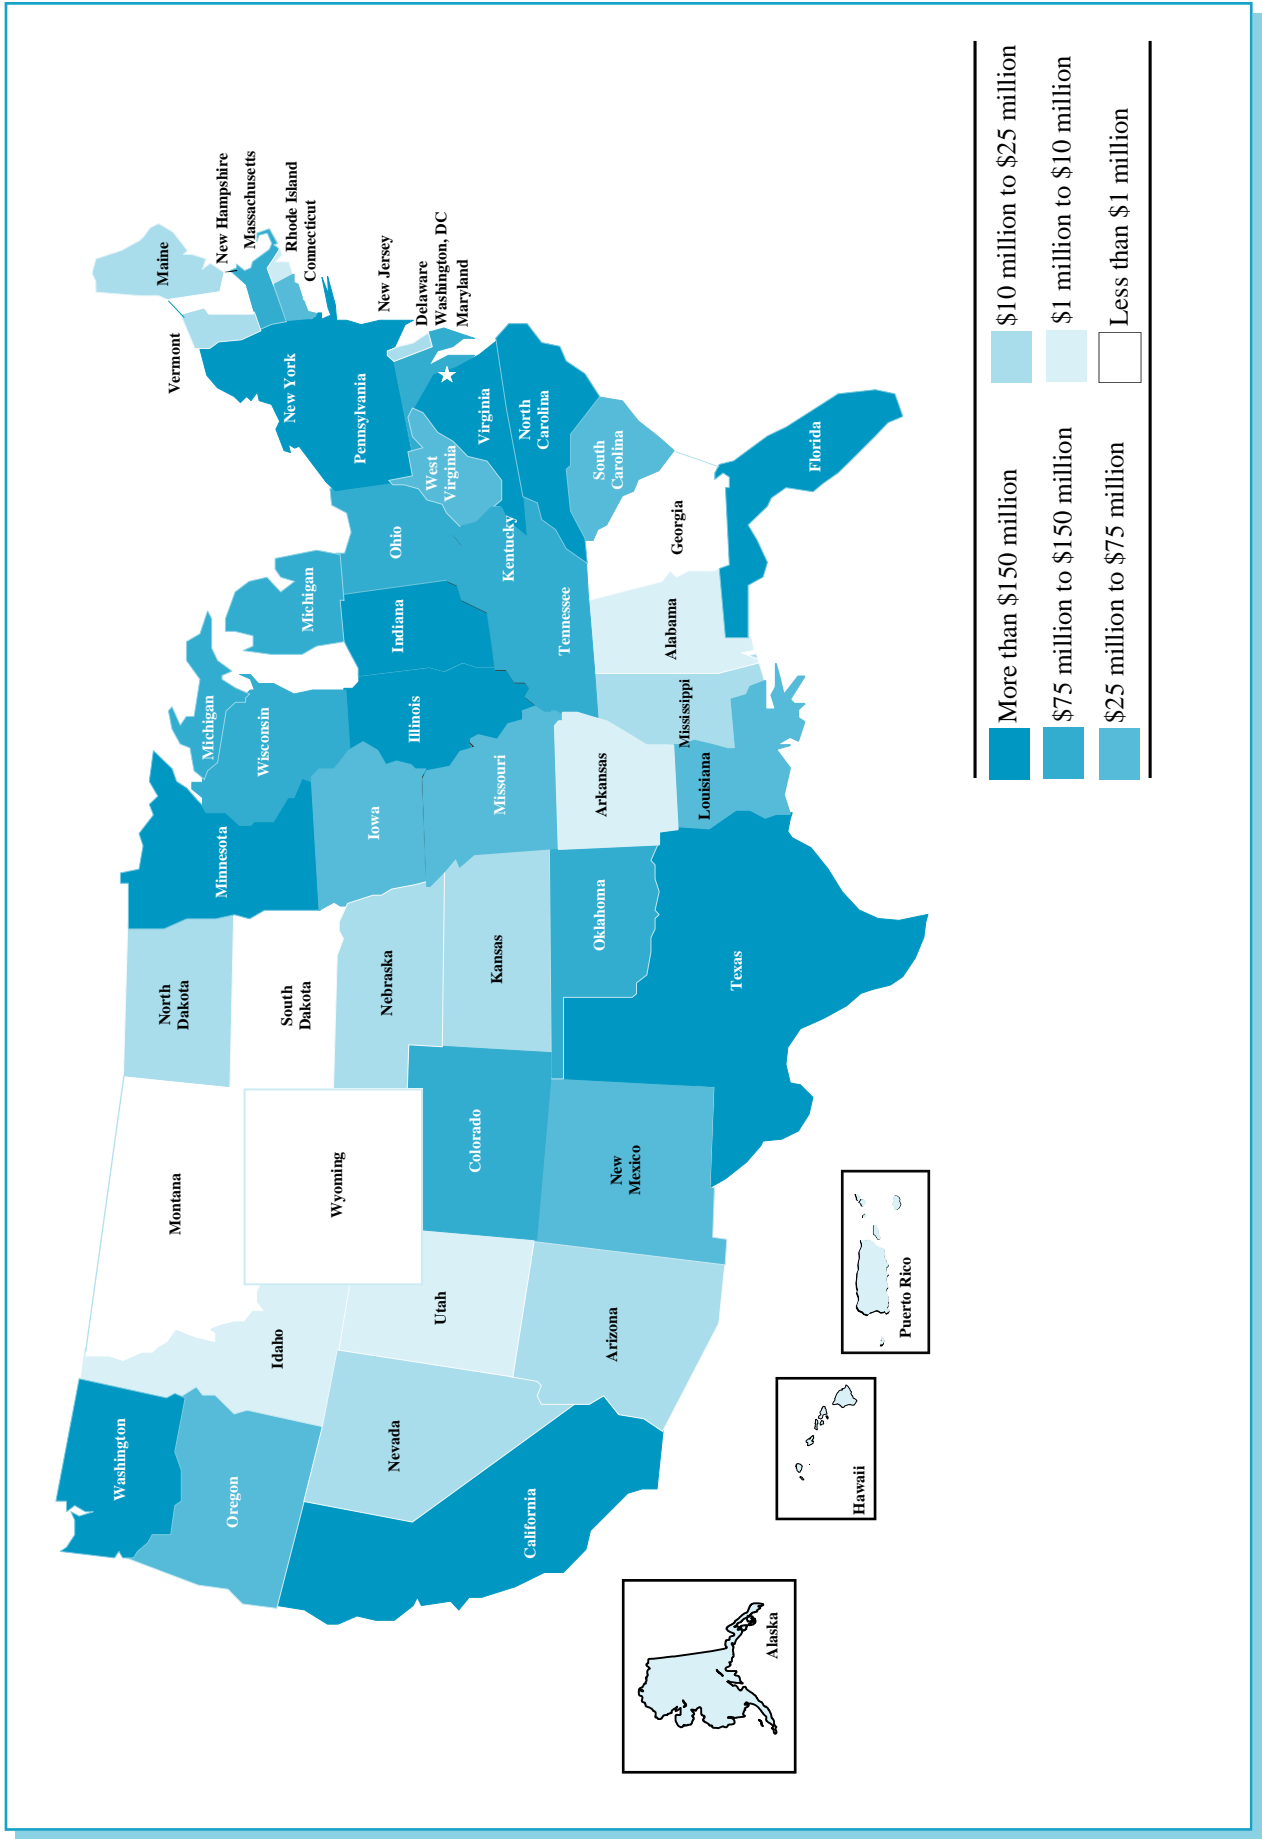 Washington
Oregon
California
Nevada
Idaho
Montana
Wyoming
Utah
Arizona
Colorado
New
Mexico
North
Dakota
South
Dakota
Nebraska
Kansas
Oklahoma
Texas
Minnesota
Iowa
Missouri
Arkansas
Louisiana
Wisconsin
Michigan
Michigan
Illinois
Indiana
Ohio
Kentucky
Tennessee
Mississippi
Alabama
Georgia
Florida
South
Carolina
North
Carolina
Virginia
West
Virginia
Pennsylvania
New York
Vermont
Maine
New Hampshire
Massachusetts
Rhode Island
Connecticut
New Jersey
Delaware
Washington, DC
Maryland
Alaska
Hawaii
Puerto Rico
More than $150 million
$75 million to $150 million
$25 million to $75 million
$10 million to $25 million
$1 million to $10 million
Less than $1 million